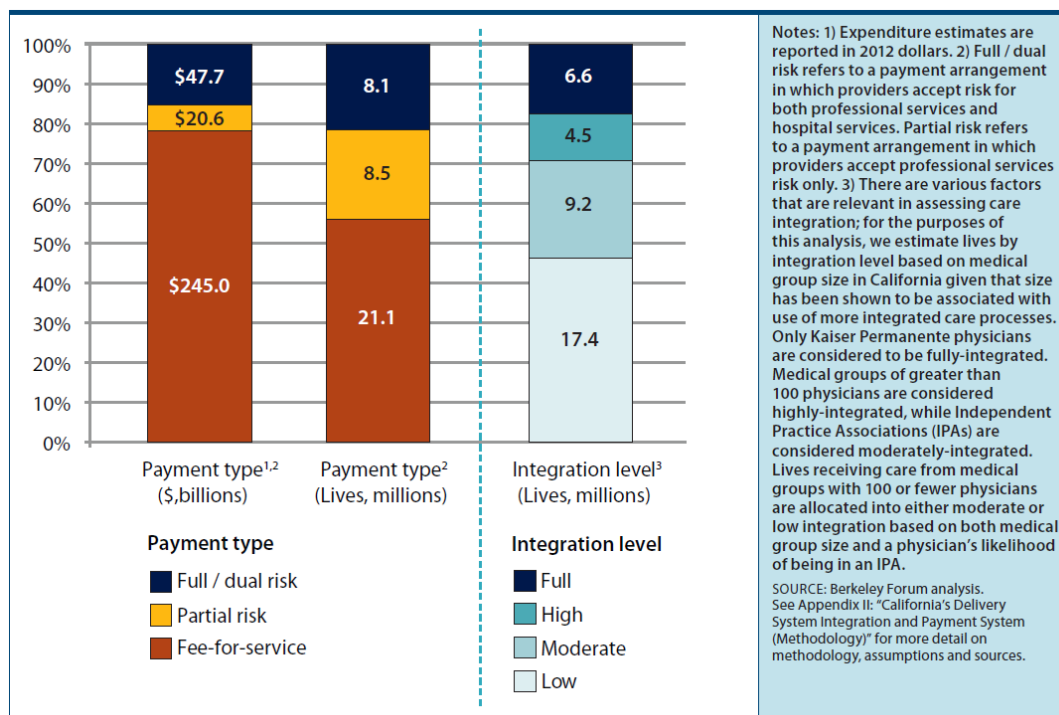 100%
90%
80%
70%
60%
50%
40%
30%
20%
10%
0%
$47.7
$20.6
$245.0
8.1
8.5
21.1
6.6
4.5
9.2
17.4
Payment type¹,²
($,billions)
Payment type²
(Lives, millions)
Integration level³
(Lives, millions)
Payment type
Full / dual risk
Partial risk
Fee-for-service
Integration level
Full
High
Moderate
Low
Notes: 1) Expenditure estimates are
reported in 2012 dollars. 2) Full / dual
risk refers to a payment arrangement
in which providers accept risk for
both professional services and
hospital services. Partial risk refers
to a payment arrangement in which
providers accept professional services
risk only. 3) There are various factors
that are relevant in assessing care
integration; for the purposes of
this analysis, we estimate lives by
integration level based on medical
group size in California given that size
has been shown to be associated with
use of more integrated care processes.
Only Kaiser Permanente physicians
are considered to be fully-integrated.
Medical groups of greater than
100 physicians are considered
highly-integrated, while Independent
Practice Associations (IPAs) are
considered moderately-integrated.
Lives receiving care from medical
groups with 100 or fewer physicians
are allocated into either moderate or
low integration based on both medical
group size and a physician's likelihood
of being in an IPA.
SOURCE: Berkeley Forum analysis.
See Appendix II: "California's Delivery
System Integration and Payment System
(Methodology)" for more detail on
methodology, assumptions and sources.